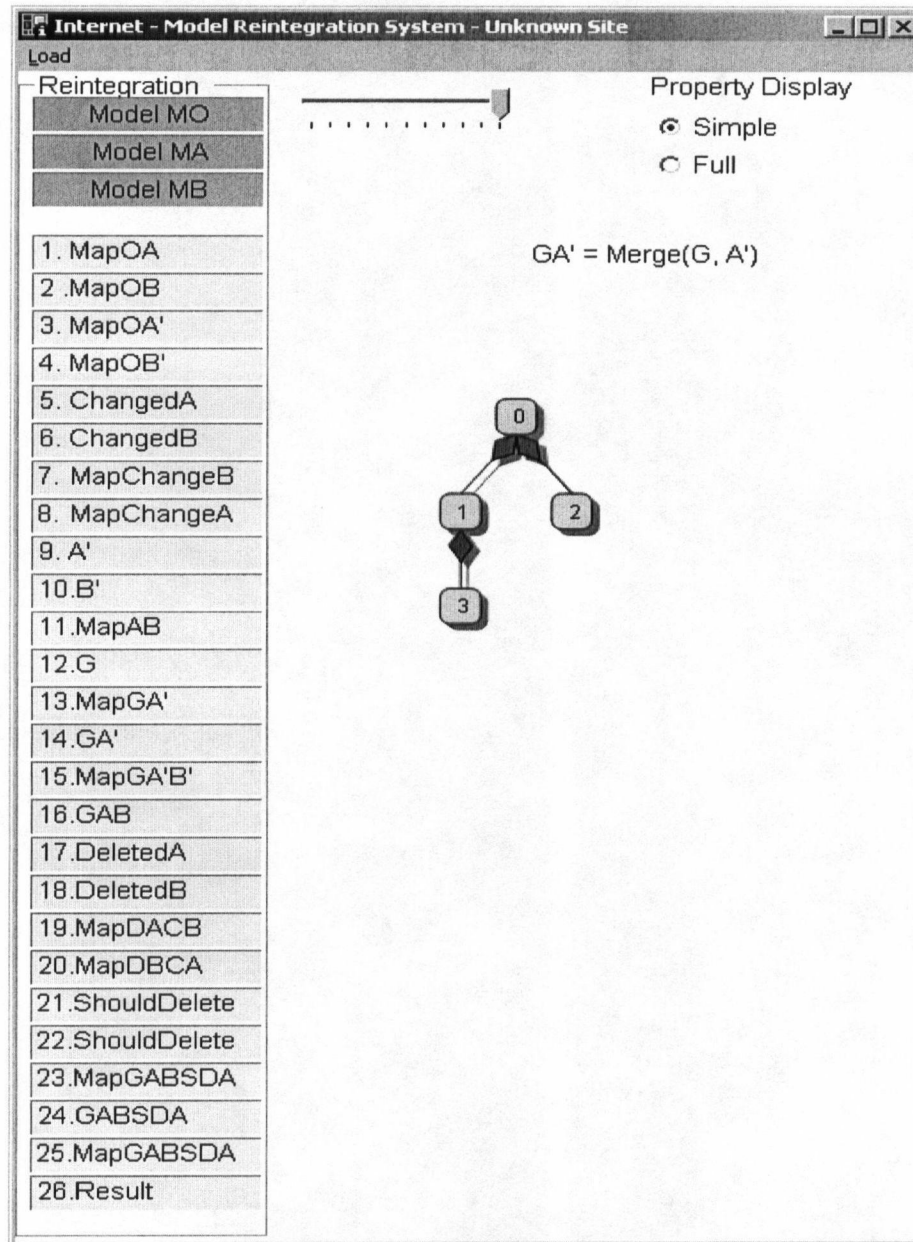 Internet - Model Reintegration System - Unknown Site
Load
Reintegration
Model MO
Model MA
Model MB
1. MapOA
2 .MapOB
3. MapOA'
4. MapOB'
5. ChangedA
6. ChangedB
7. MapChangeB
8. MapChangeA
9. A'
10.B'
11.MapAB
12.G
13.MapGA'
14.GA'
15.MapGA'B'
16.GAB
17.DeletedA
18.DeletedB
19.MapDACB
20.MapDBCA
21.ShouldDelete
22.ShouldDelete
23.MapGABSDA
24.GABSDA
25.MapGABSDA
26.Result
Property Display
Simple
Full
GA' = Merge(G, A')
0
1
2
3